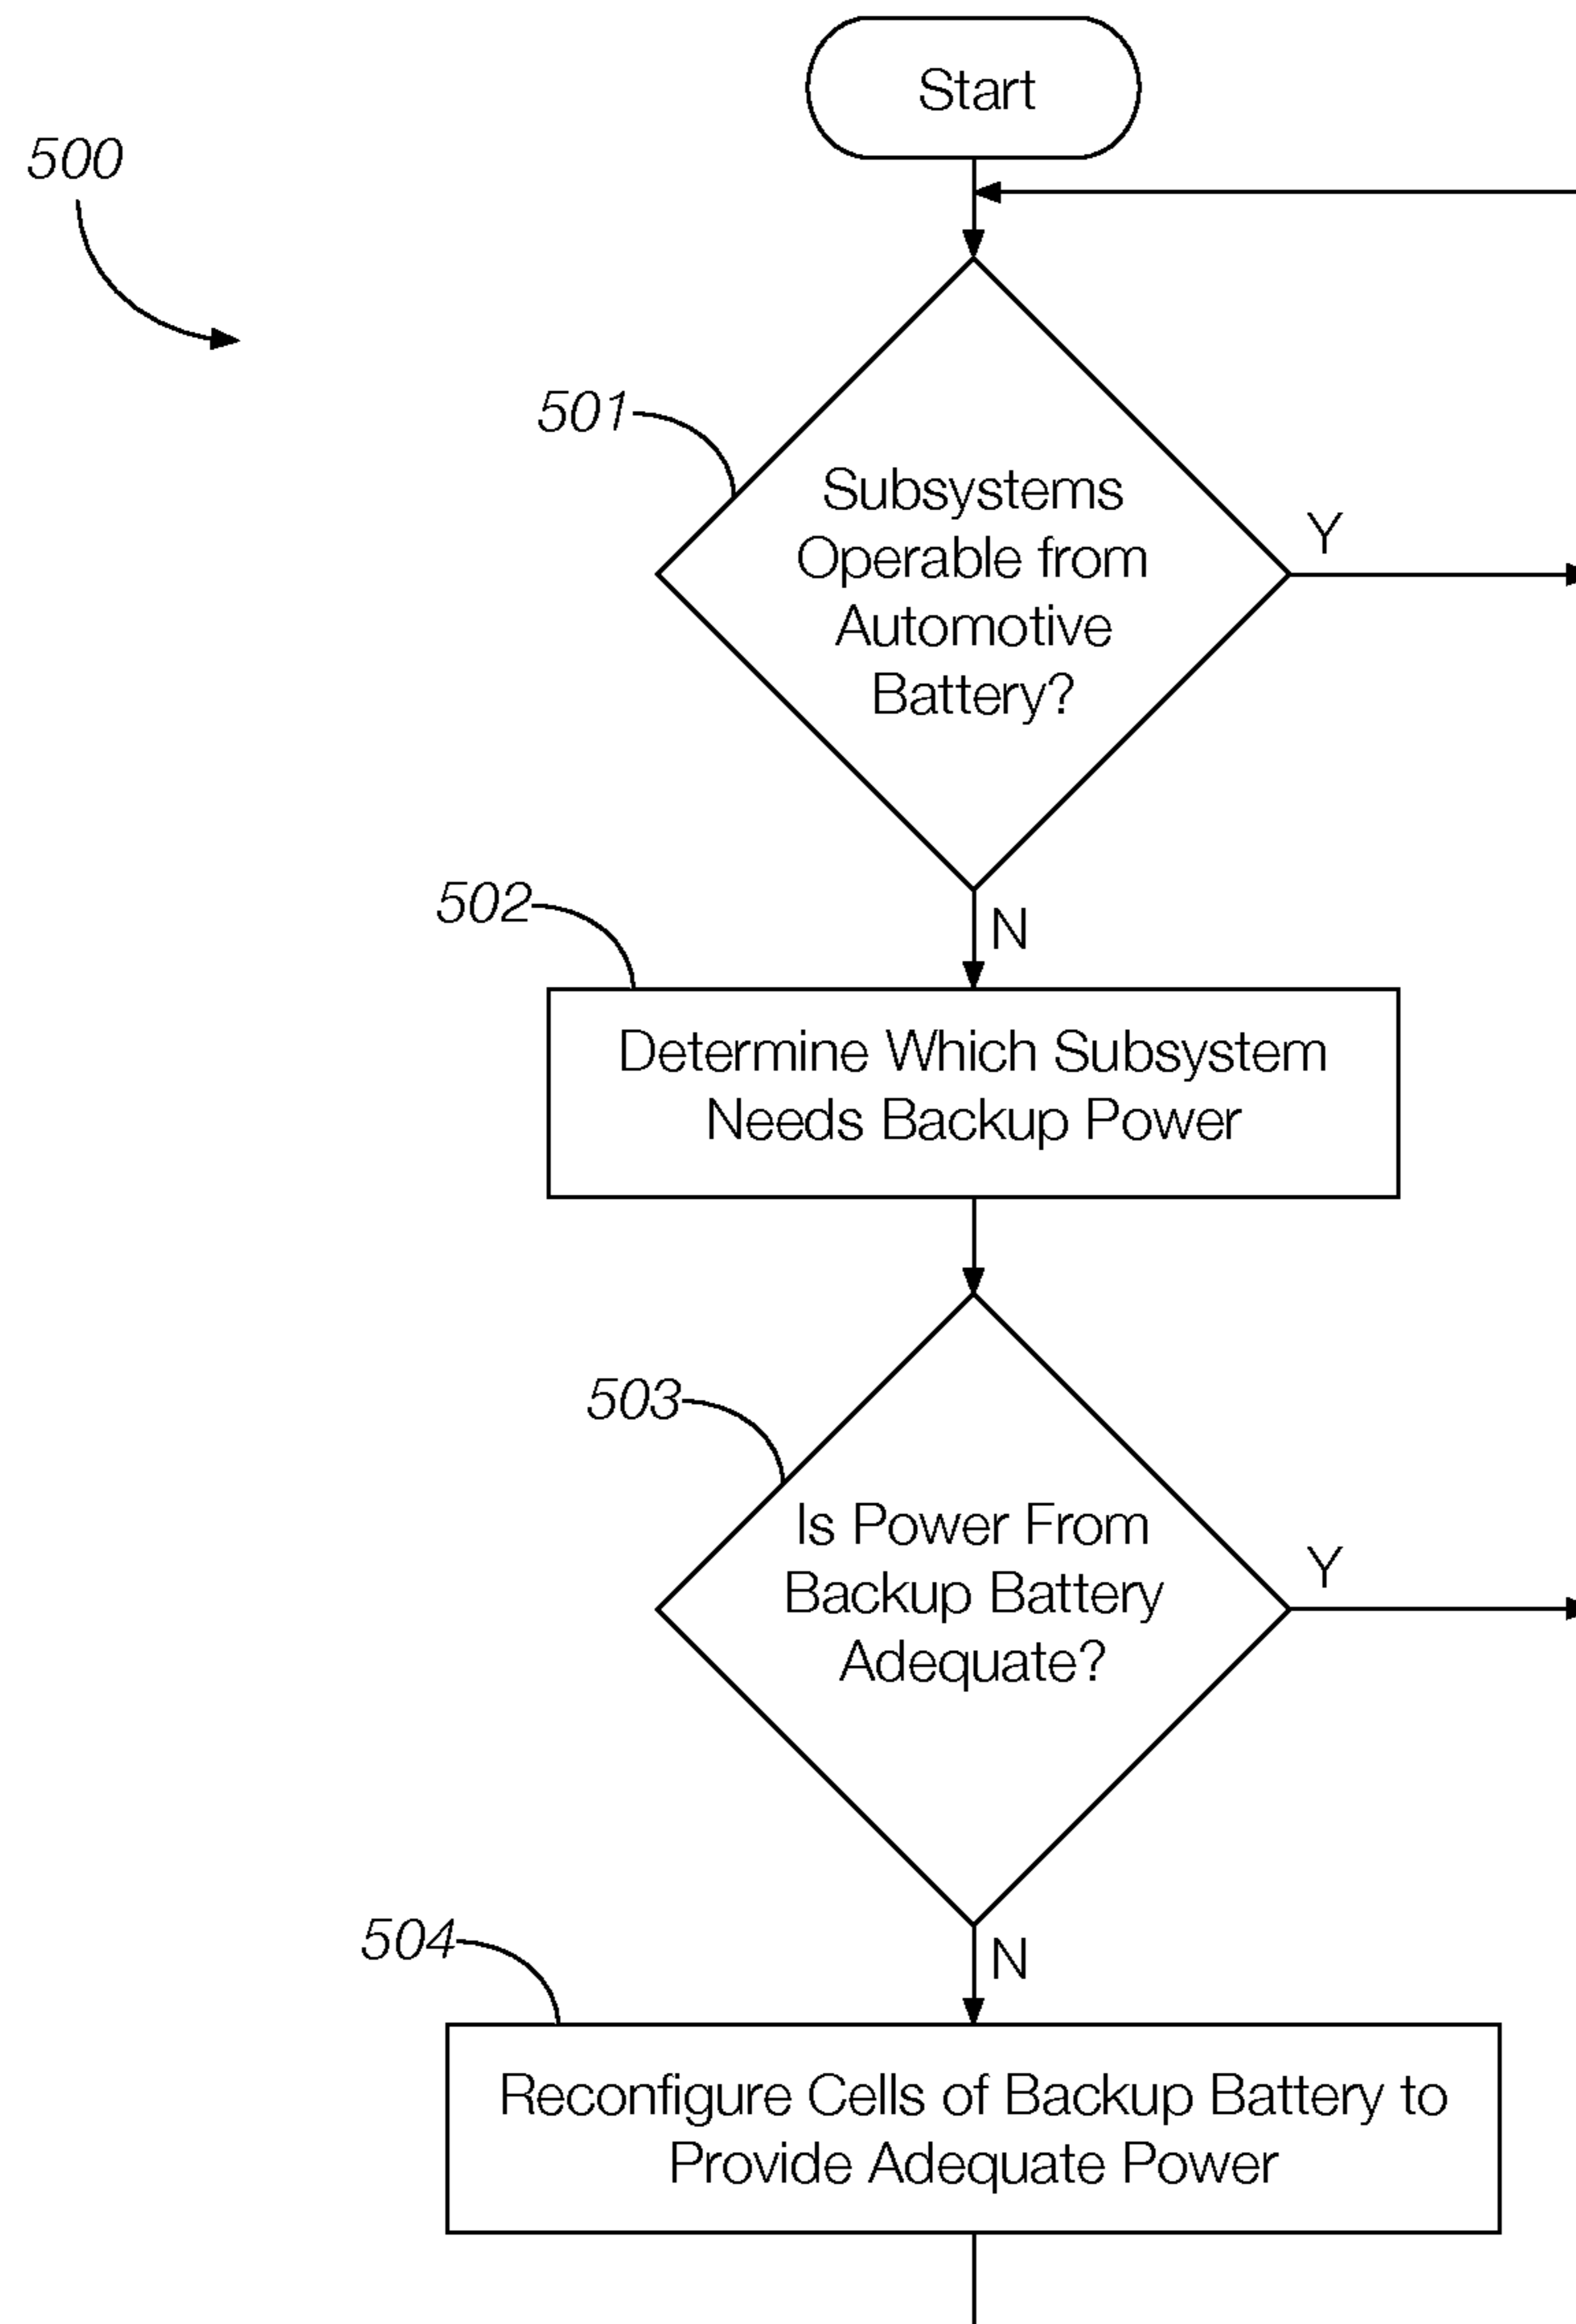 Start
500
501
Subsystems
Operable from
Automotive
Battery?
Y
N
502
Determine Which Subsystem
Needs Backup Power
503
Is Power From
Backup Battery
Adequate?
Y
N
504
Reconfigure Cells of Backup Battery to
Provide Adequate Power